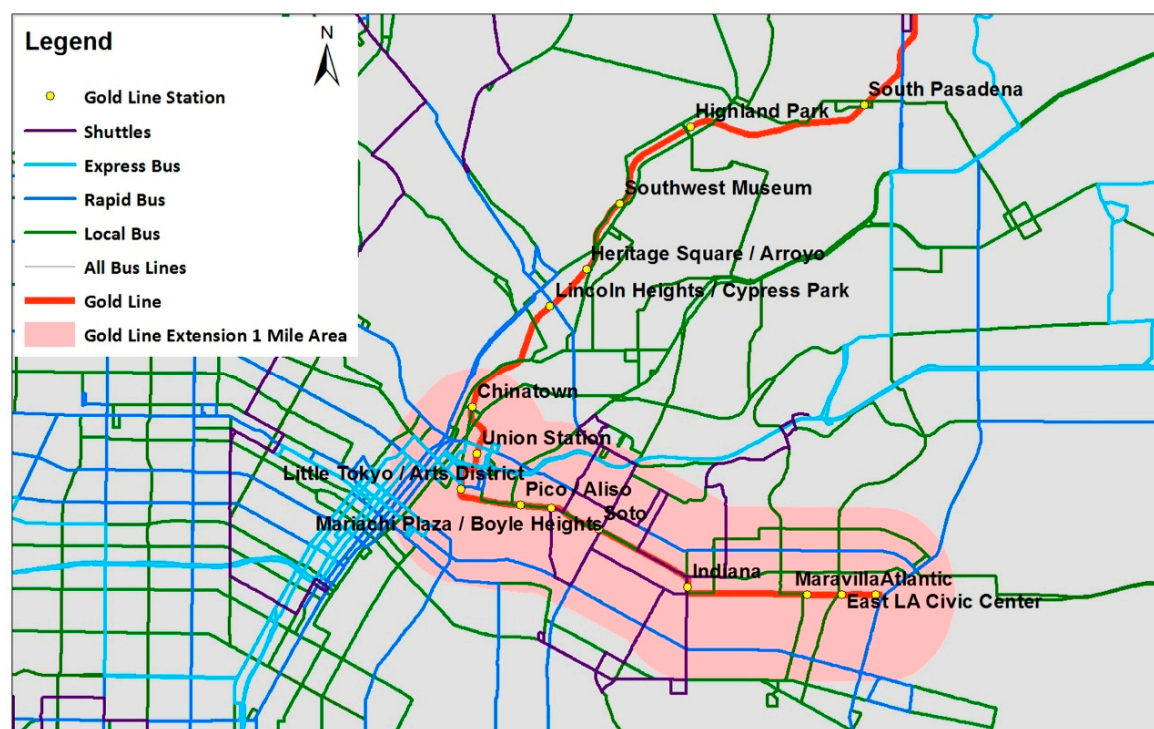 Legend
N
Gold Line Station
Shuttles
Express Bus
Rapid Bus
Local Bus
All Bus Lines
Gold Line
Gold Line Extension 1 Mile Area
South Pasadena
Highland Park
Southwest Museum
Heritage Square / Arroyo
Lincoln Heights / Cypress Park
Chinatown
Union Station
Little Tokyo / Arts District
Pico / Aliso
Soto
Mariachi Plaza / Boyle Heights
Indiana
Maravilla
Atlantic
East LA Civic Center